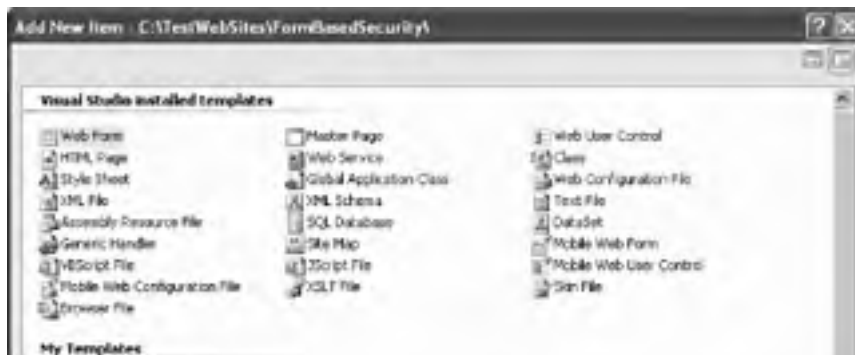 Add New Item - C:\TestWebSites\FormBasedSecurity\
Visual Studio installed templates
Web Form
Master Page
Web User Control
HTML Page
Web Service
Class
Style Sheet
Global Application Class
Web Configuration File
XML File
XML Schema
Text File
Assembly Resource File
SQL Database
DataSet
Generic Handler
Site Map
Mobile Web Form
VBScript File
JScript File
Mobile Web User Control
Mobile Web Configuration File
XSLT File
Skin File
Browser File
My Templates